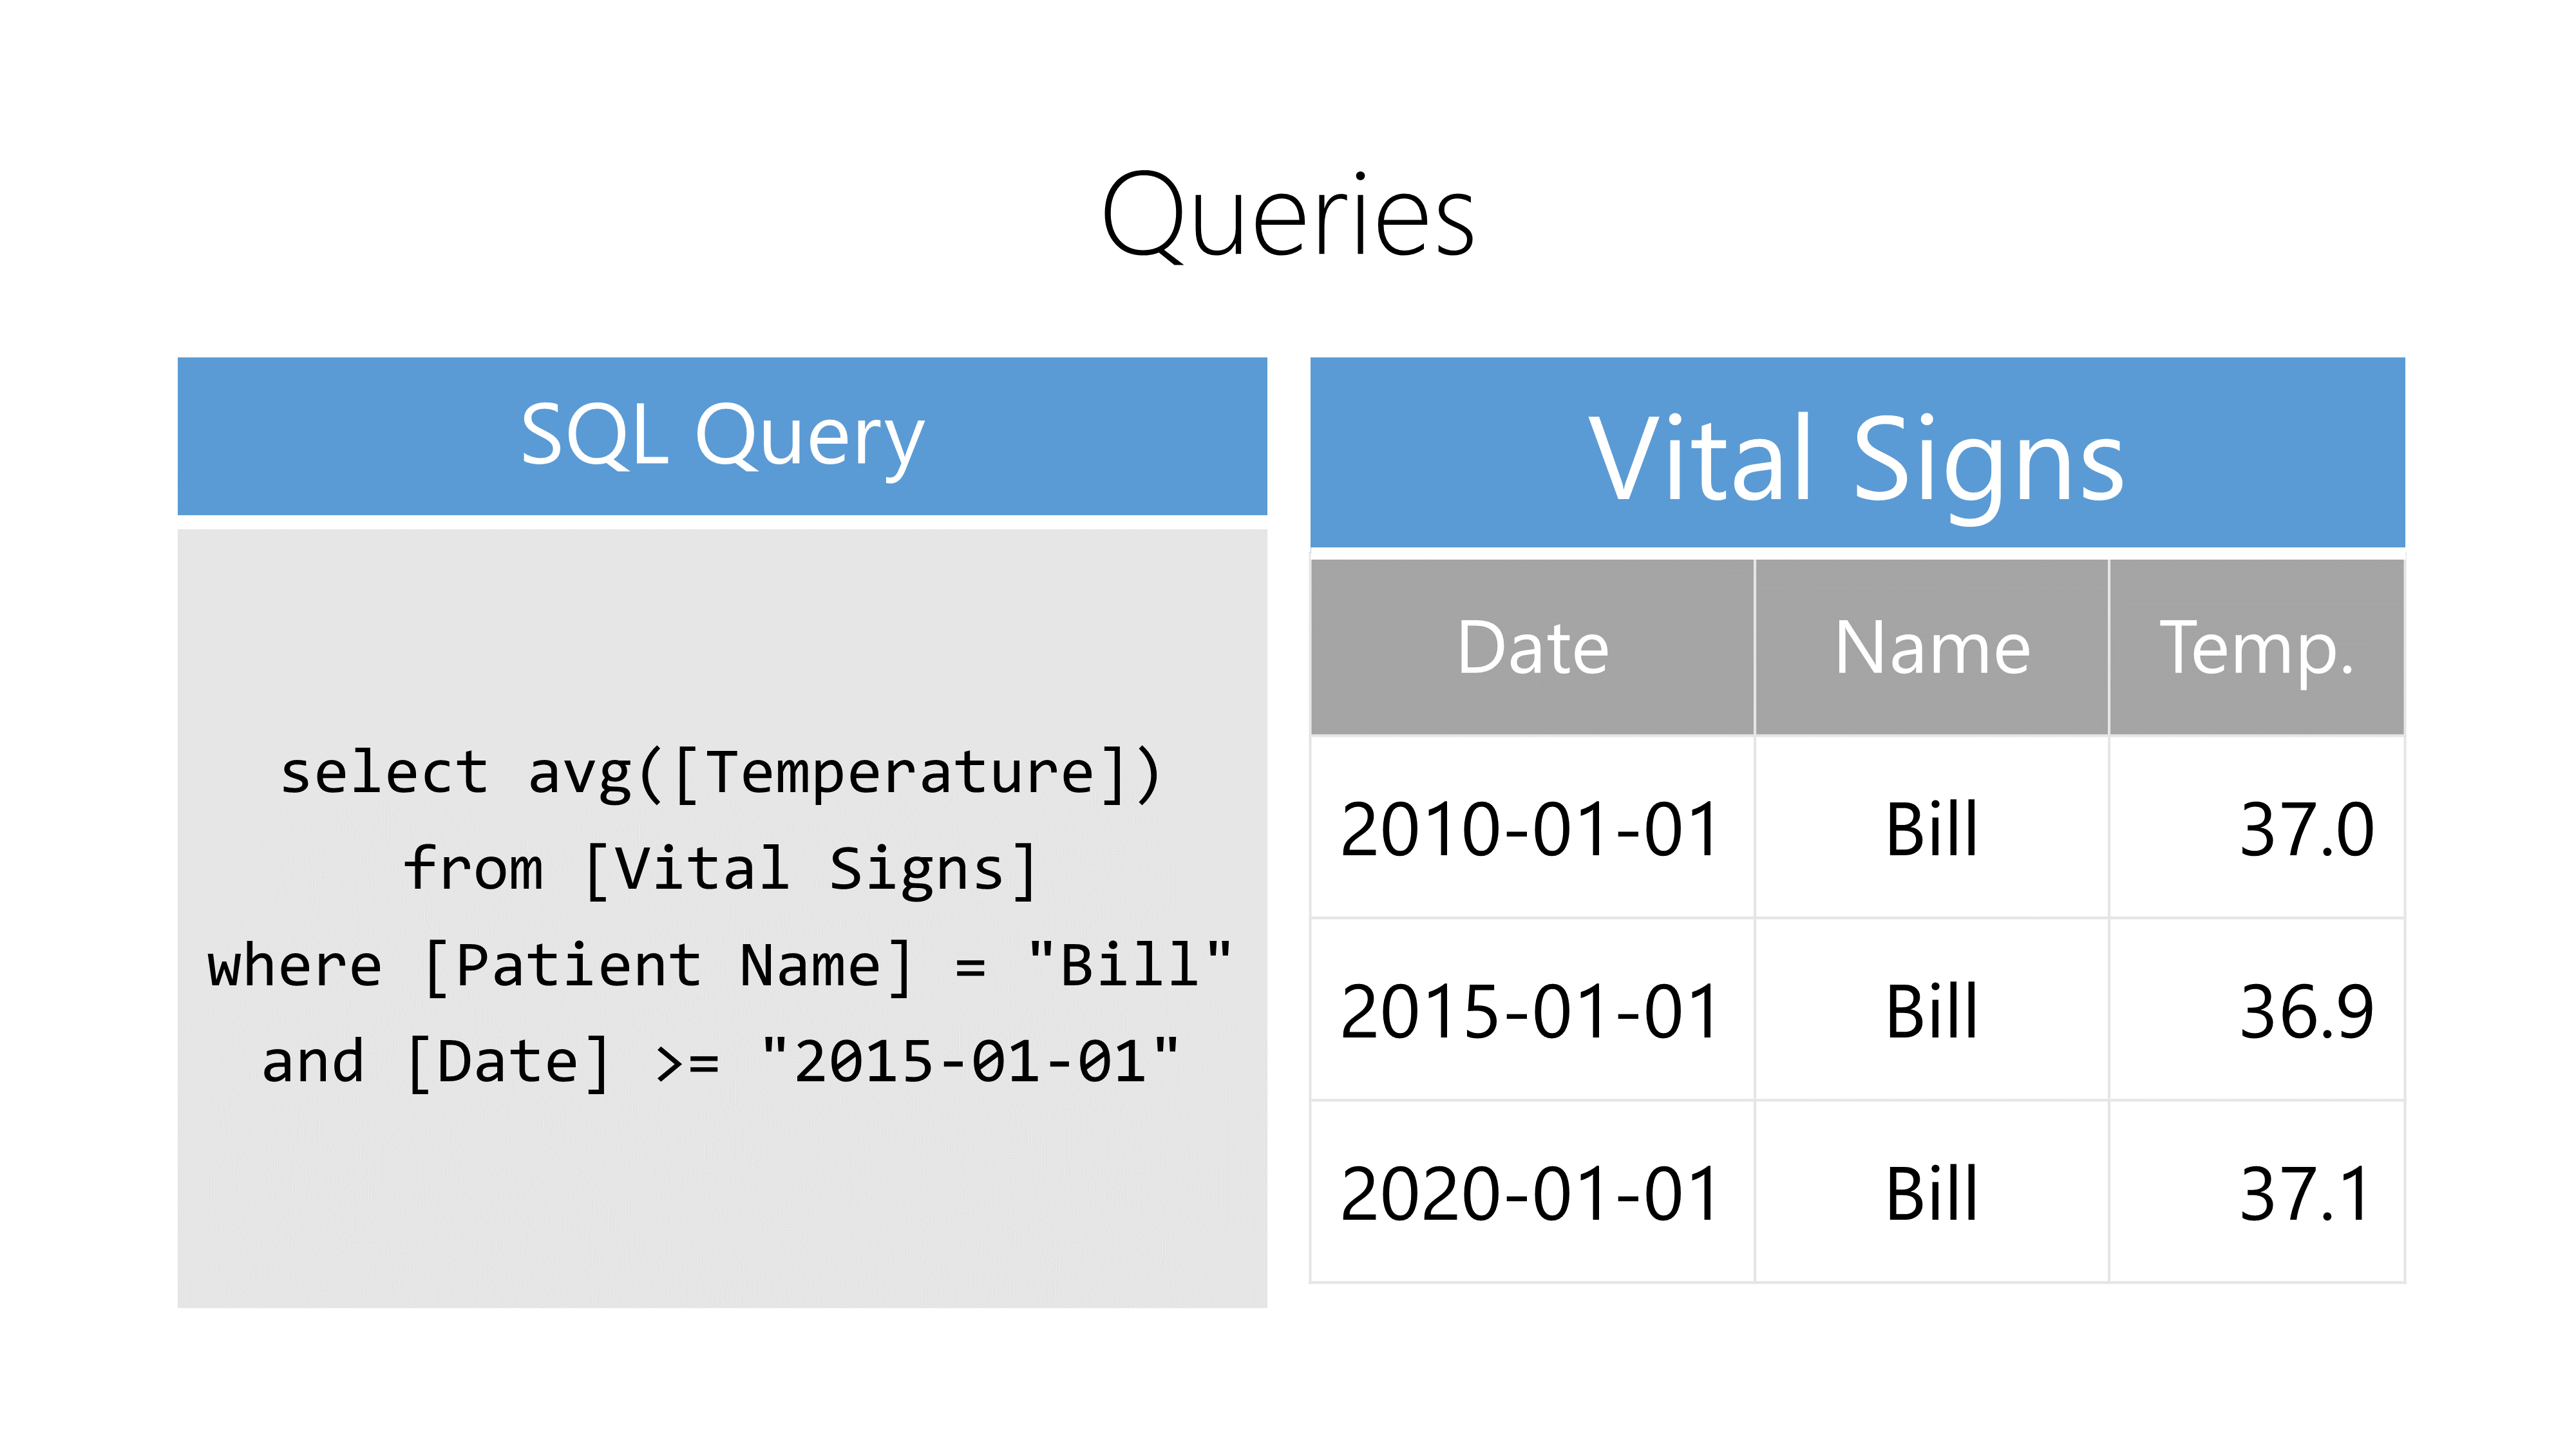 Queries
SQL Query
select avg([Temperature])
from [Vital Signs]
where [Patient Name] = "Bill"
and [Date] >= "2015-01-01"
Vital Signs
Date Name Temp.
2010-01-01 Bill 37.0
2015-01-01 Bill 36.9
2020-01-01 Bill 37.1